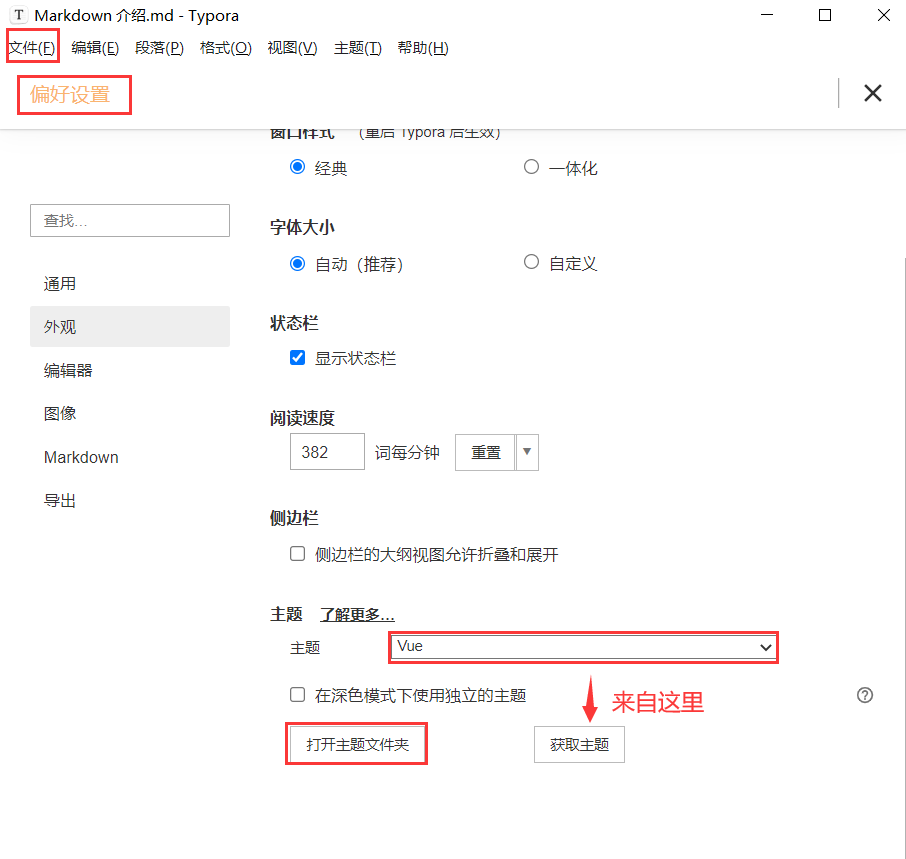 T Markdown 介绍.md - Typora
文件(F) 编辑(E) 段落(P) 格式(O) 视图(V) 主题(T) 帮助(H)
偏好设置
窗口样式 （重启 Typora 后生效）
经典 一体化
查找...
字体大小
自动（推荐） 自定义
通用
外观
编辑器
图像
Markdown
导出
状态栏
显示状态栏
阅读速度
382 词每分钟 重置
侧边栏
侧边栏的大纲视图允许折叠和展开
主题 了解更多...
主题 Vue
在深色模式下使用独立的主题 ?
来自这里
打开主题文件夹 获取主题